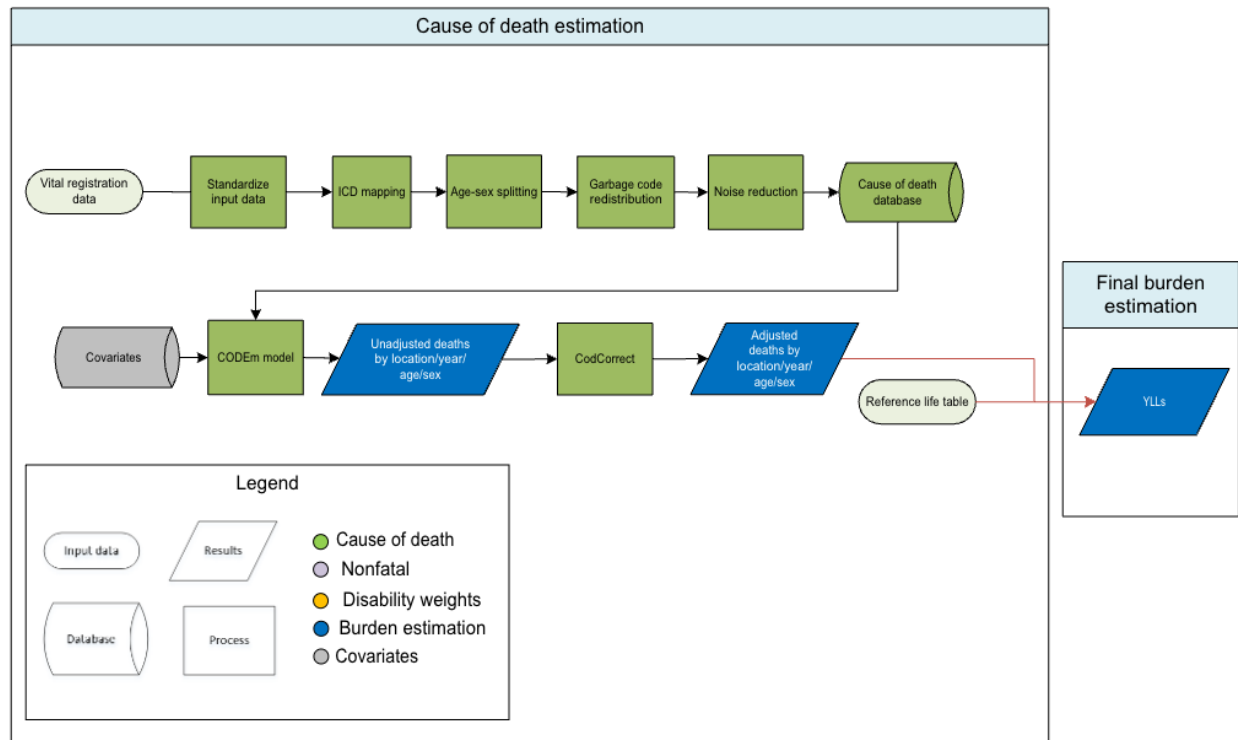 Cause of death estimation
Vital registration
data
Standardize
input data
ICD mapping
Age-sex splitting
Garbage code
redistribution
Noise reduction
Cause of death
database
Covariates
CODEm model
Unadjusted deaths
by location/year/
age/sex
CodCorrect
Adjusted
deaths by
location/year/
age/sex
Reference life table
Final burden
estimation
YLLs
Legend
Input data
Results
Database
Process
Cause of death
Nonfatal
Disability weights
Burden estimation
Covariates